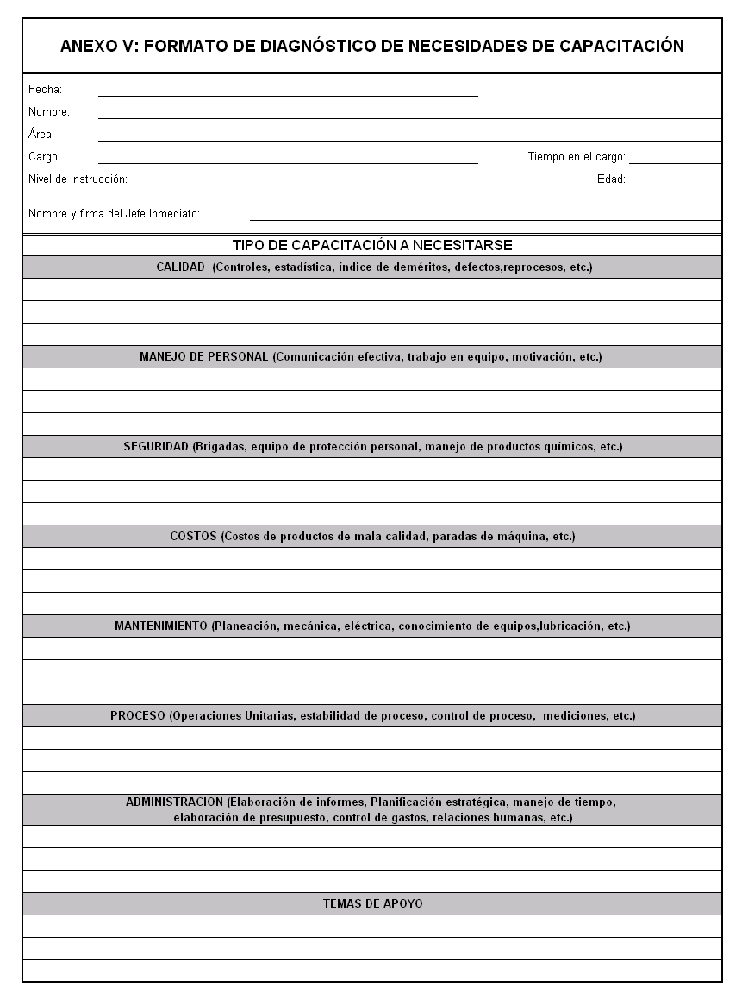 ANEXO V: FORMATO DE DIAGNÓSTICO DE NECESIDADES DE CAPACITACIÓN
Fecha:
Nombre:
Área:
Cargo: Tiempo en el cargo:
Nivel de Instrucción: Edad:
Nombre y firma del Jefe Inmediato:
TIPO DE CAPACITACIÓN A NECESITARSE
CALIDAD (Controles, estadística, índice de deméritos, defectos,reprocesos, etc.)
MANEJO DE PERSONAL (Comunicación efectiva, trabajo en equipo, motivación, etc.)
SEGURIDAD (Brigadas, equipo de protección personal, manejo de productos químicos, etc.)
COSTOS (Costos de productos de mala calidad, paradas de máquina, etc.)
MANTENIMIENTO (Planeación, mecánica, eléctrica, conocimiento de equipos,lubricación, etc.)
PROCESO (Operaciones Unitarias, estabilidad de proceso, control de proceso, mediciones, etc.)
ADMINISTRACION (Elaboración de informes, Planificación estratégica, manejo de tiempo,
elaboración de presupuesto, control de gastos, relaciones humanas, etc.)
TEMAS DE APOYO